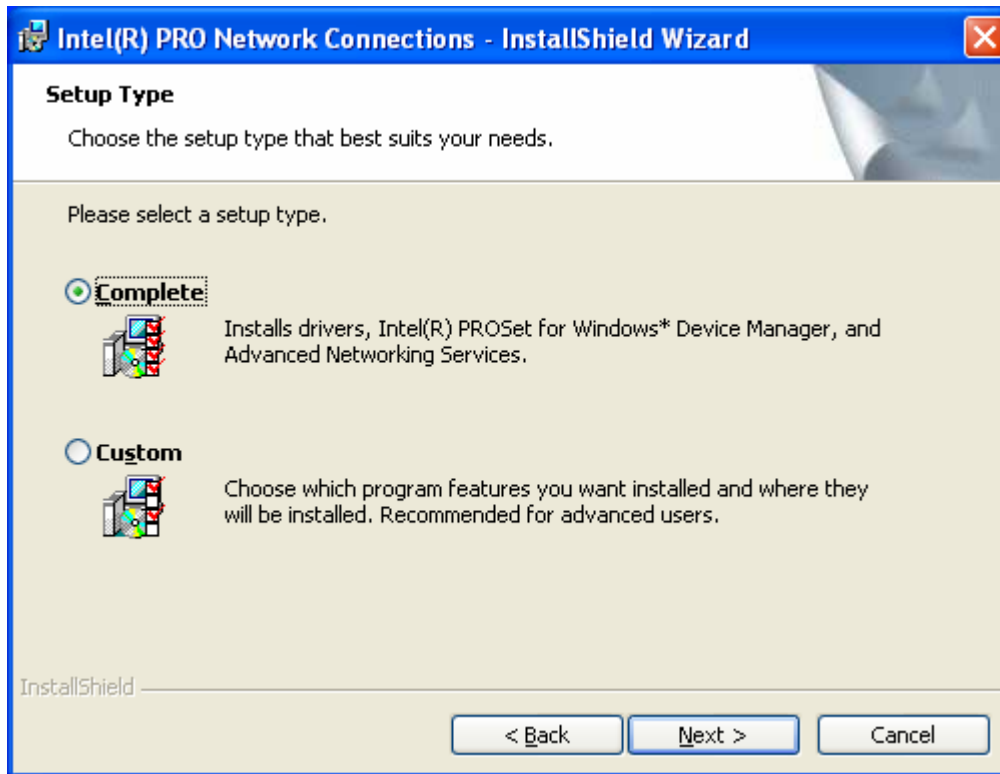 Intel(R) PRO Network Connections - InstallShield Wizard
Setup Type
Choose the setup type that best suits your needs.
Please select a setup type.
Complete
Installs drivers, Intel(R) PROSet for Windows* Device Manager, and
Advanced Networking Services.
Custom
Choose which program features you want installed and where they
will be installed. Recommended for advanced users.
InstallShield
< Back
Next >
Cancel